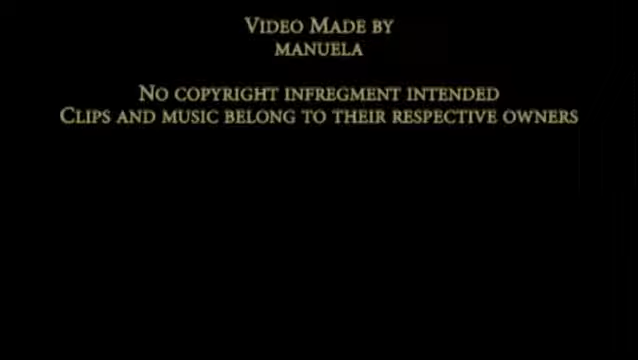 Video Made by
manuela
No copyright infregment intended
Clips and music belong to their respective owners